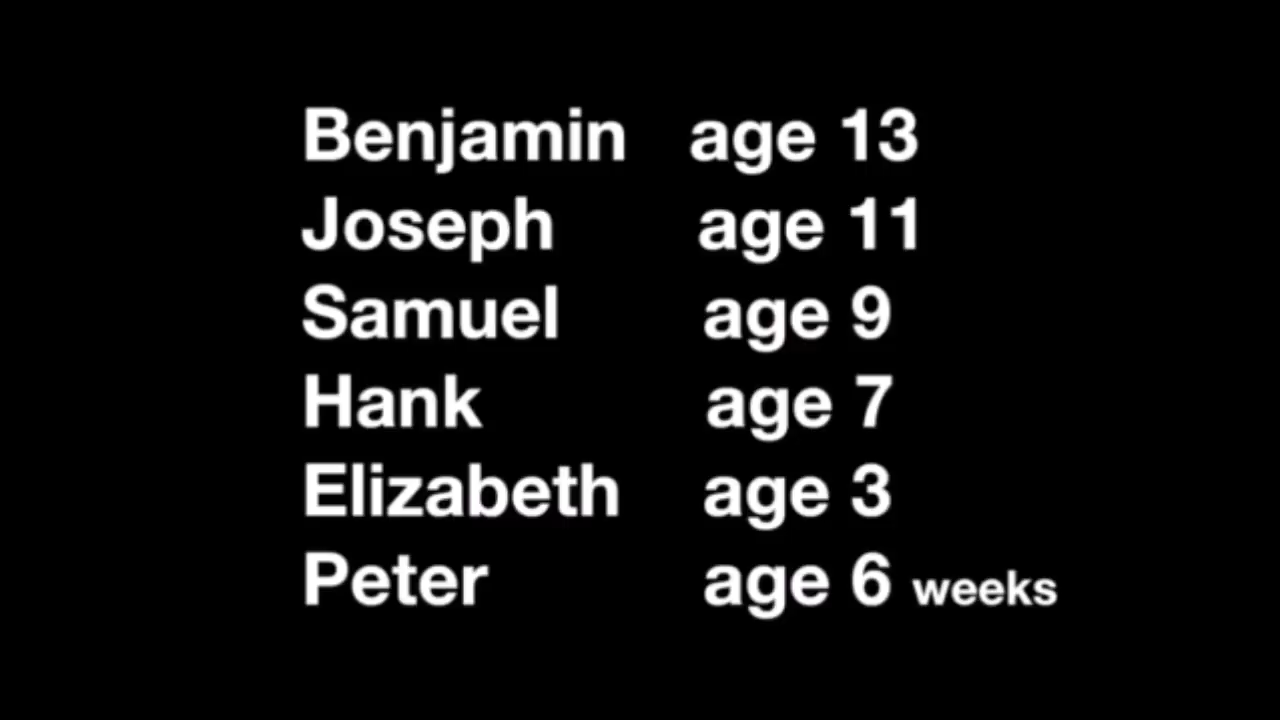 Benjamin age 13
Joseph age 11
Samuel age 9
Hank age 7
Elizabeth age 3
Peter age 6 weeks